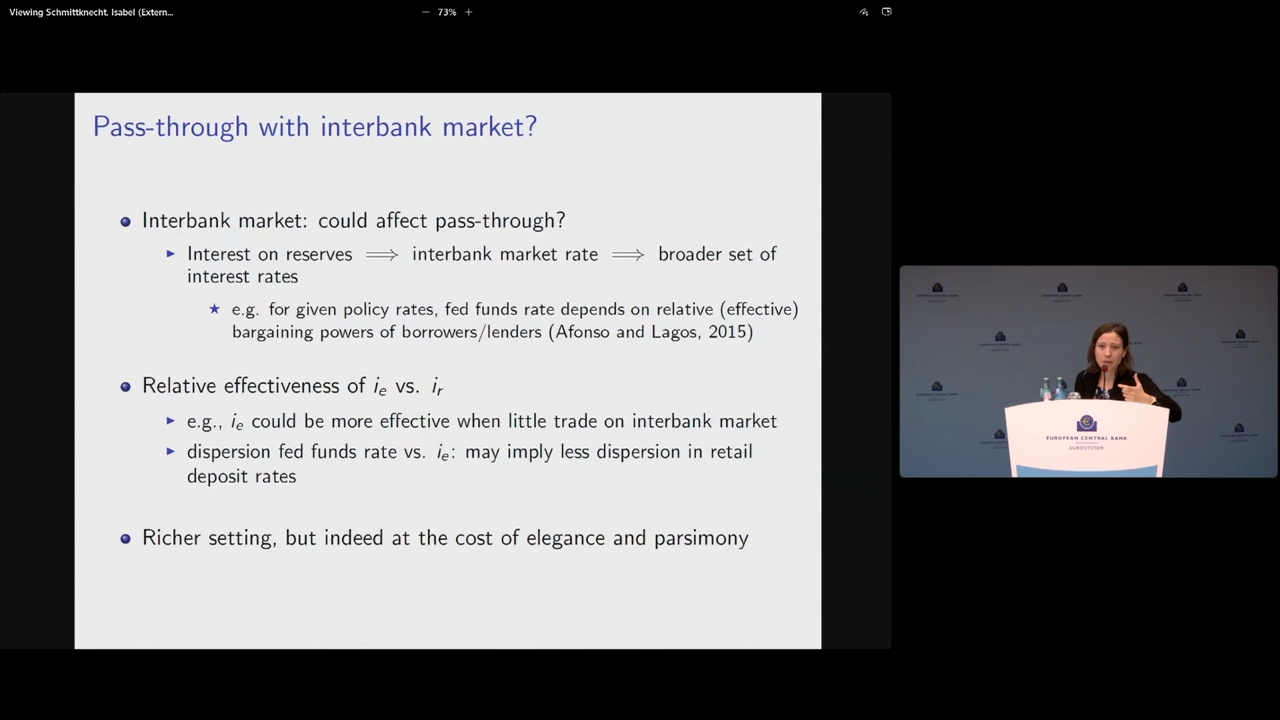 Viewing Schmittknecht, Isabel (Extern...
73%
Pass-through with interbank market?
Interbank market: could affect pass-through?
Interest on reserves ⟹ interbank market rate ⟹ broader set of
interest rates
e.g. for given policy rates, fed funds rate depends on relative (effective)
bargaining powers of borrowers/lenders (Afonso and Lagos, 2015)
Relative effectiveness of i_e vs. i_r
e.g., i_e could be more effective when little trade on interbank market
dispersion fed funds rate vs. i_e: may imply less dispersion in retail
deposit rates
Richer setting, but indeed at the cost of elegance and parsimony
EUROPEAN CENTRAL BANK
EUROSYSTEM